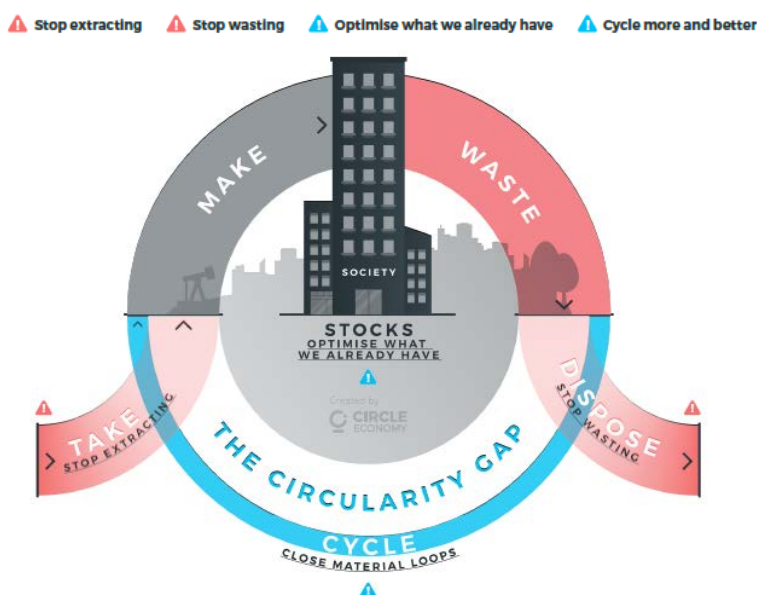 Stop extracting
Stop wasting
Optimise what we already have
Cycle more and better
MAKE
WASTE
SOCIETY
STOCKS
OPTIMISE WHAT
WE ALREADY HAVE
Created by
CIRCLE
ECONOMY
TAKE
STOP EXTRACTING
DISPOSE
STOP WASTING
THE CIRCULARITY GAP
CYCLE
CLOSE MATERIAL LOOPS